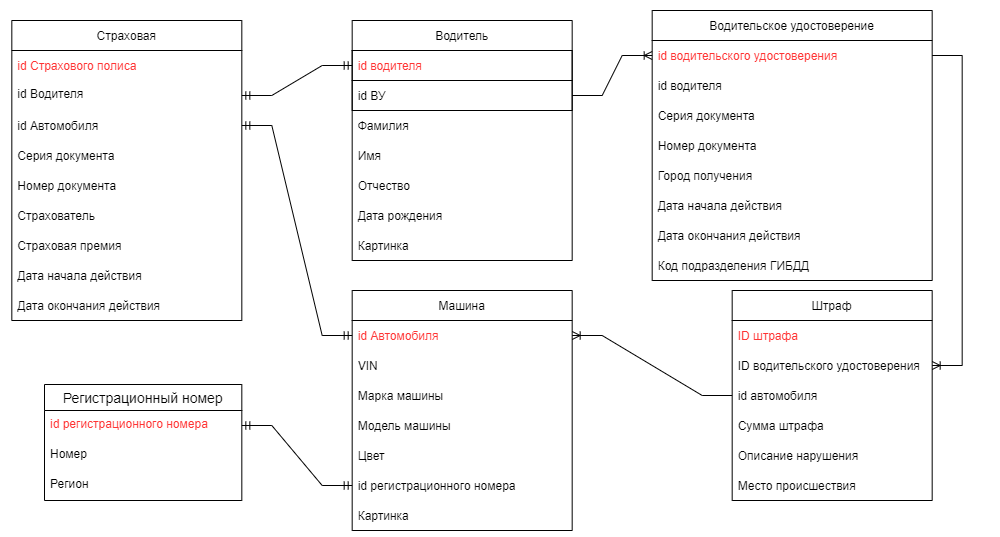 Страховая
id Страхового полиса
id Водителя
id Автомобиля
Серия документа
Номер документа
Страхователь
Страховая премия
Дата начала действия
Дата окончания действия
Водитель
id водителя
id ВУ
Фамилия
Имя
Отчество
Дата рождения
Картинка
Водительское удостоверение
id водительского удостоверения
id водителя
Серия документа
Номер документа
Город получения
Дата начала действия
Дата окончания действия
Код подразделения ГИБДД
Регистрационный номер
id регистрационного номера
Номер
Регион
Машина
id Автомобиля
VIN
Марка машины
Модель машины
Цвет
id регистрационного номера
Картинка
Штраф
ID штрафа
ID водительского удостоверения
id автомобиля
Сумма штрафа
Описание нарушения
Место происшествия